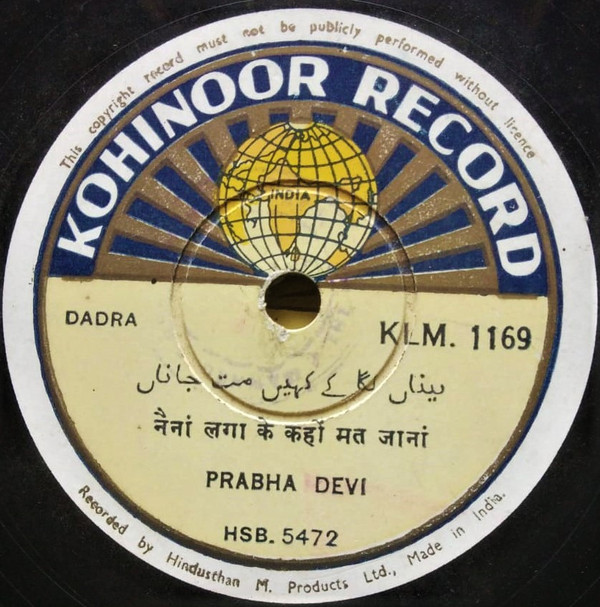 This copyright record must not be publicly performed without licence
KOHINOOR RECORD
INDIA
DADRA
KLM. 1169
نیناں لگا کے کہیں مت جاناں
नैनां लगा के कहों मत जानां
PRABHA DEVI
HSB. 5472
Recorded by Hindusthan M. Products Ltd., Made in India.